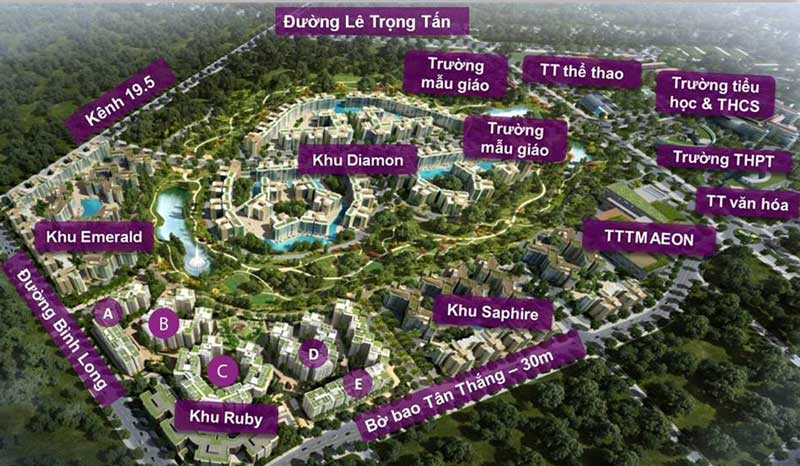 Đường Lê Trọng Tấn
Kênh 19.5
Trường
mẫu giáo
TT thể thao
Trường tiểu
học & THCS
Trường
mẫu giáo
Khu Diamon
Trường THPT
TT văn hóa
Khu Emerald
TTTM AEON
Đường Bình Long
A
B
C
D
E
Khu Saphire
Khu Ruby
Bờ bao Tân Thắng – 30m